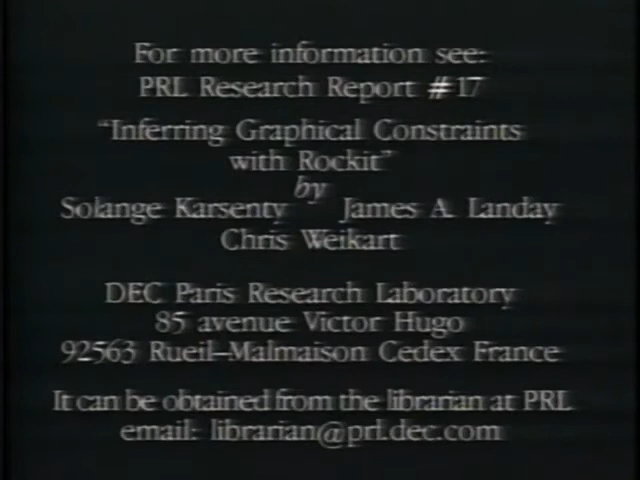 For more information see:
PRL Research Report #17
"Inferring Graphical Constraints
with Rockit"
by
Solange Karsenty James A. Landay
Chris Weikart
DEC Paris Research Laboratory
85 avenue Victor Hugo
92563 Rueil-Malmaison Cedex France
It can be obtained from the librarian at PRL
email: librarian@prl.dec.com